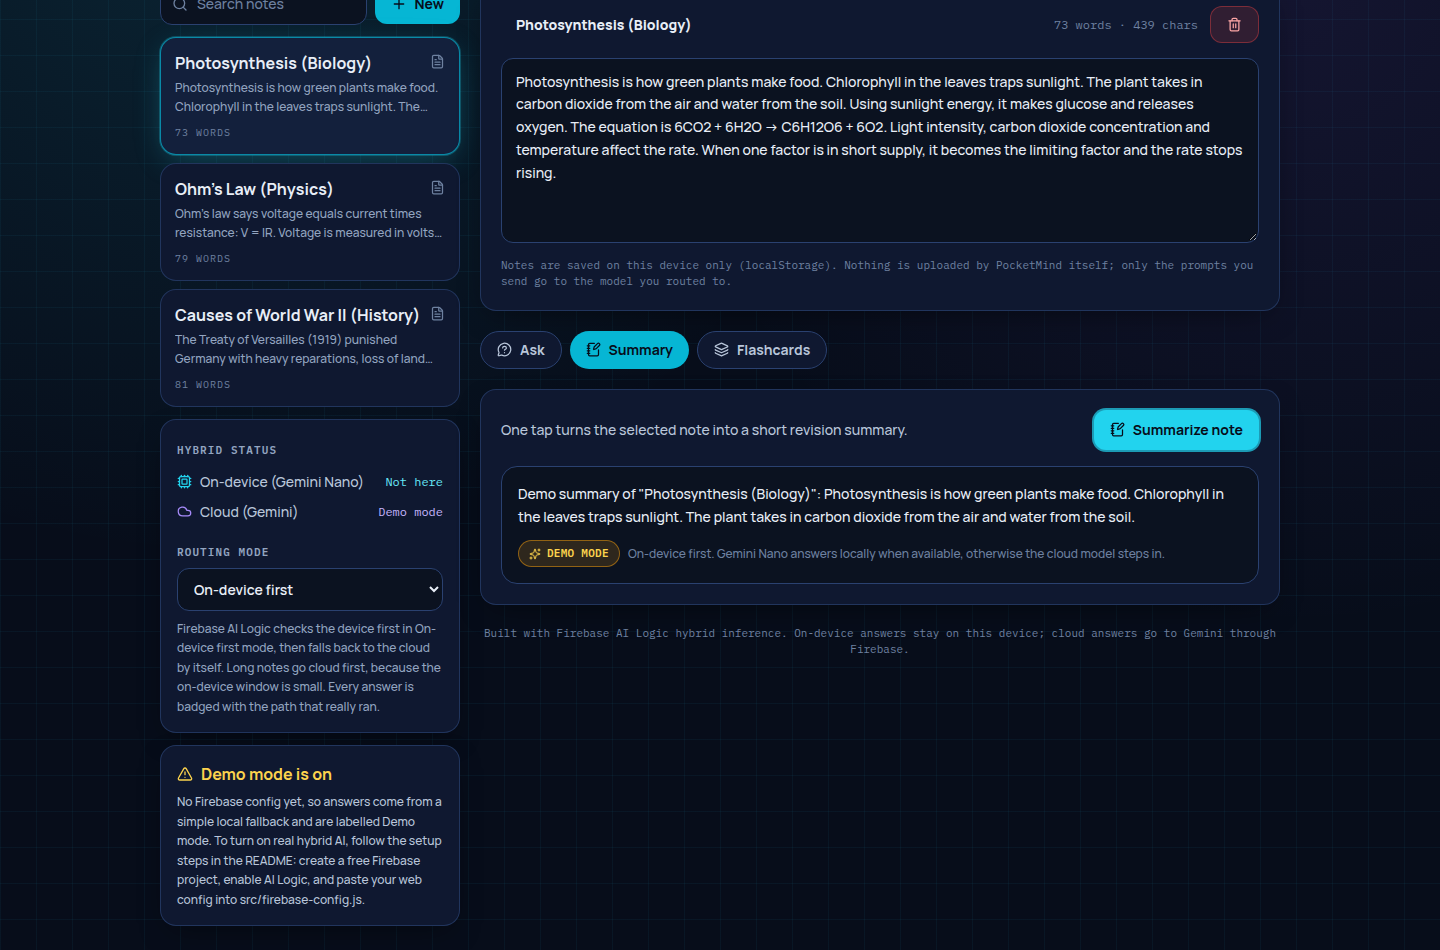 Search notes
New
Photosynthesis (Biology)
Photosynthesis is how green plants make food.
Chlorophyll in the leaves traps sunlight. The…
73 WORDS
Ohm's Law (Physics)
Ohm's law says voltage equals current times
resistance: V = IR. Voltage is measured in volts…
79 WORDS
Causes of World War II (History)
The Treaty of Versailles (1919) punished
Germany with heavy reparations, loss of land…
81 WORDS
HYBRID STATUS
On-device (Gemini Nano) Not here
Cloud (Gemini) Demo mode
ROUTING MODE
On-device first
Firebase AI Logic checks the device first in On-
device first mode, then falls back to the cloud
by itself. Long notes go cloud first, because the
on-device window is small. Every answer is
badged with the path that really ran.
Demo mode is on
No Firebase config yet, so answers come from a
simple local fallback and are labelled Demo
mode. To turn on real hybrid AI, follow the setup
steps in the README: create a free Firebase
project, enable AI Logic, and paste your web
config into src/firebase-config.js.
Photosynthesis (Biology) 73 words · 439 chars
Photosynthesis is how green plants make food. Chlorophyll in the leaves traps sunlight. The plant takes in
carbon dioxide from the air and water from the soil. Using sunlight energy, it makes glucose and releases
oxygen. The equation is 6CO2 + 6H2O → C6H12O6 + 6O2. Light intensity, carbon dioxide concentration and
temperature affect the rate. When one factor is in short supply, it becomes the limiting factor and the rate stops
rising.
Notes are saved on this device only (localStorage). Nothing is uploaded by PocketMind itself; only the prompts you
send go to the model you routed to.
Ask Summary Flashcards
One tap turns the selected note into a short revision summary. Summarize note
Demo summary of "Photosynthesis (Biology)": Photosynthesis is how green plants make food. Chlorophyll in
the leaves traps sunlight. The plant takes in carbon dioxide from the air and water from the soil.
DEMO MODE On-device first. Gemini Nano answers locally when available, otherwise the cloud model steps in.
Built with Firebase AI Logic hybrid inference. On-device answers stay on this device; cloud answers go to Gemini through
Firebase.